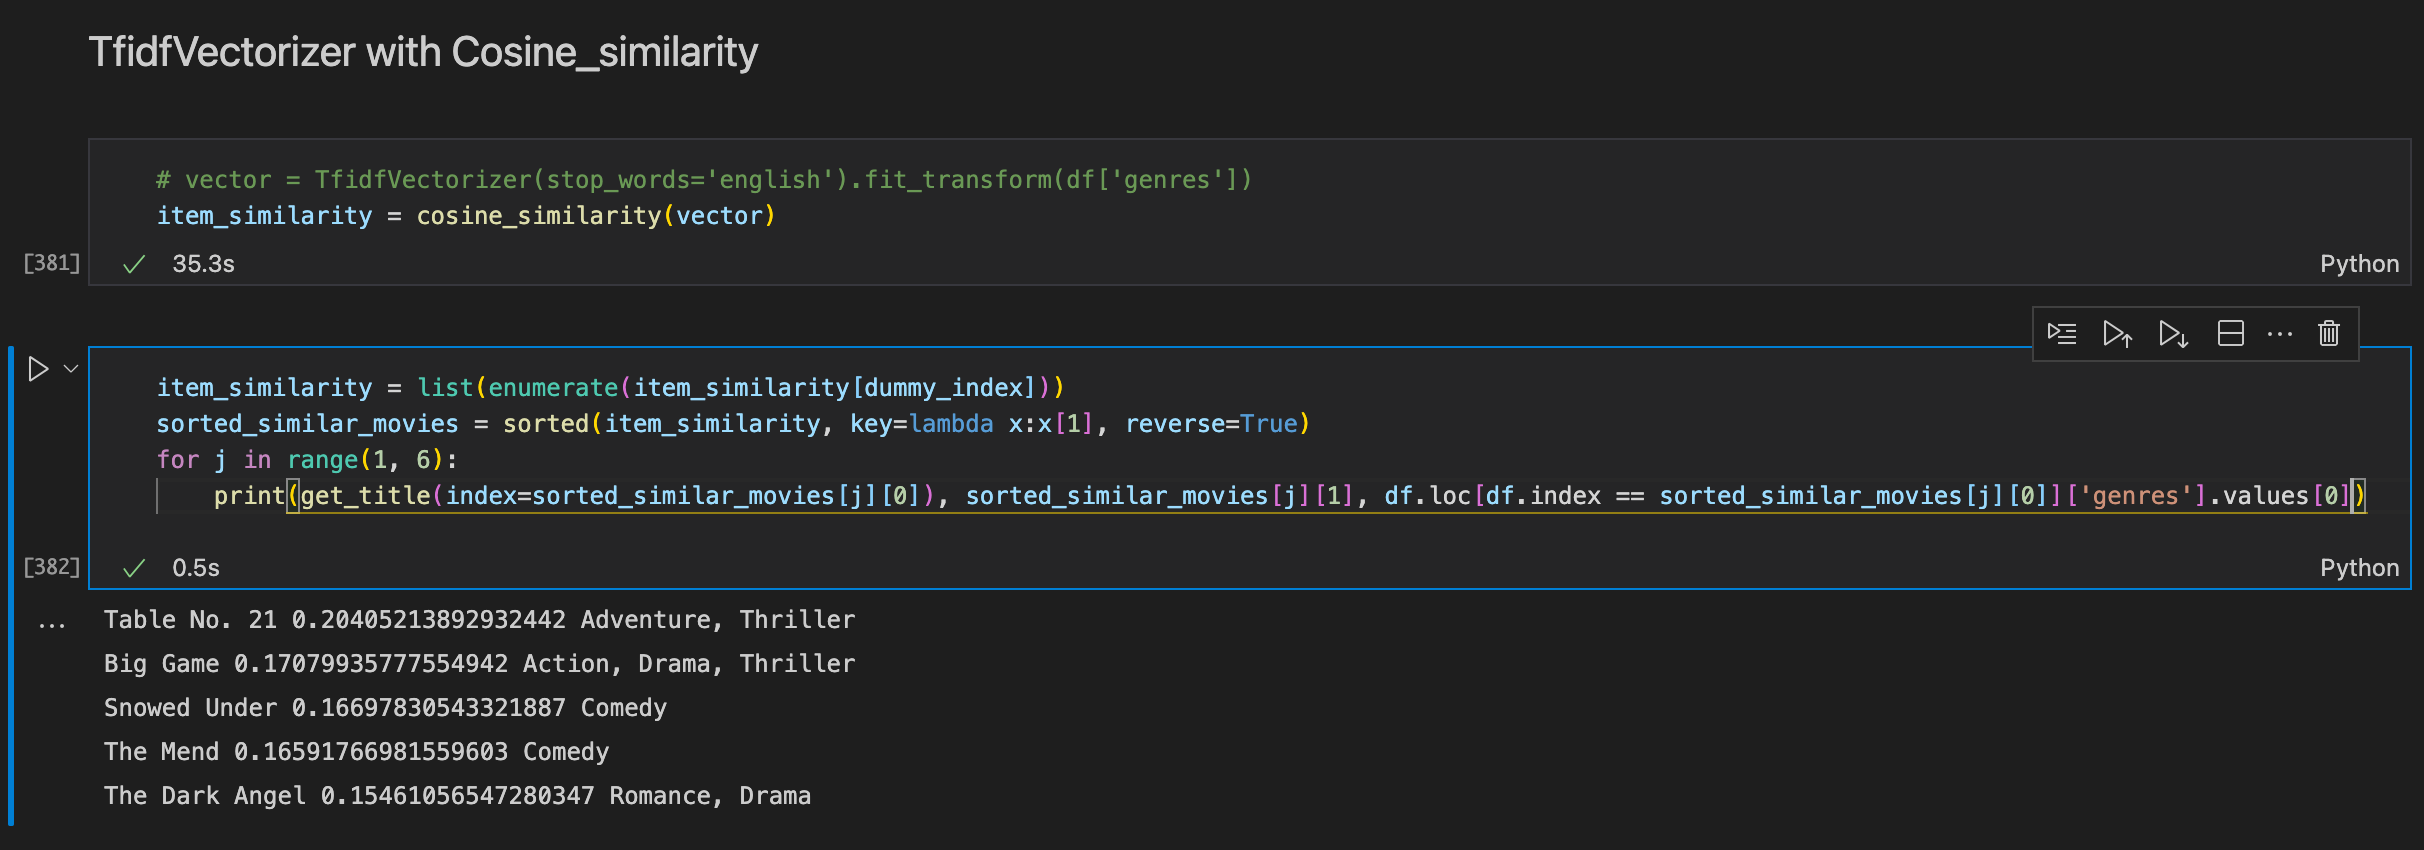 TfidfVectorizer with Cosine_similarity
# vector = TfidfVectorizer(stop_words='english').fit_transform(df['genres'])
item_similarity = cosine_similarity(vector)
[381]
35.3s
Python
item_similarity = list(enumerate(item_similarity[dummy_index]))
sorted_similar_movies = sorted(item_similarity, key=lambda x:x[1], reverse=True)
for j in range(1, 6):
    print(get_title(index=sorted_similar_movies[j][0]), sorted_similar_movies[j][1], df.loc[df.index == sorted_similar_movies[j][0]]['genres'].values[0])
[382]
0.5s
Python
Table No. 21 0.20405213892932442 Adventure, Thriller
Big Game 0.17079935777554942 Action, Drama, Thriller
Snowed Under 0.16697830543321887 Comedy
The Mend 0.16591766981559603 Comedy
The Dark Angel 0.15461056547280347 Romance, Drama